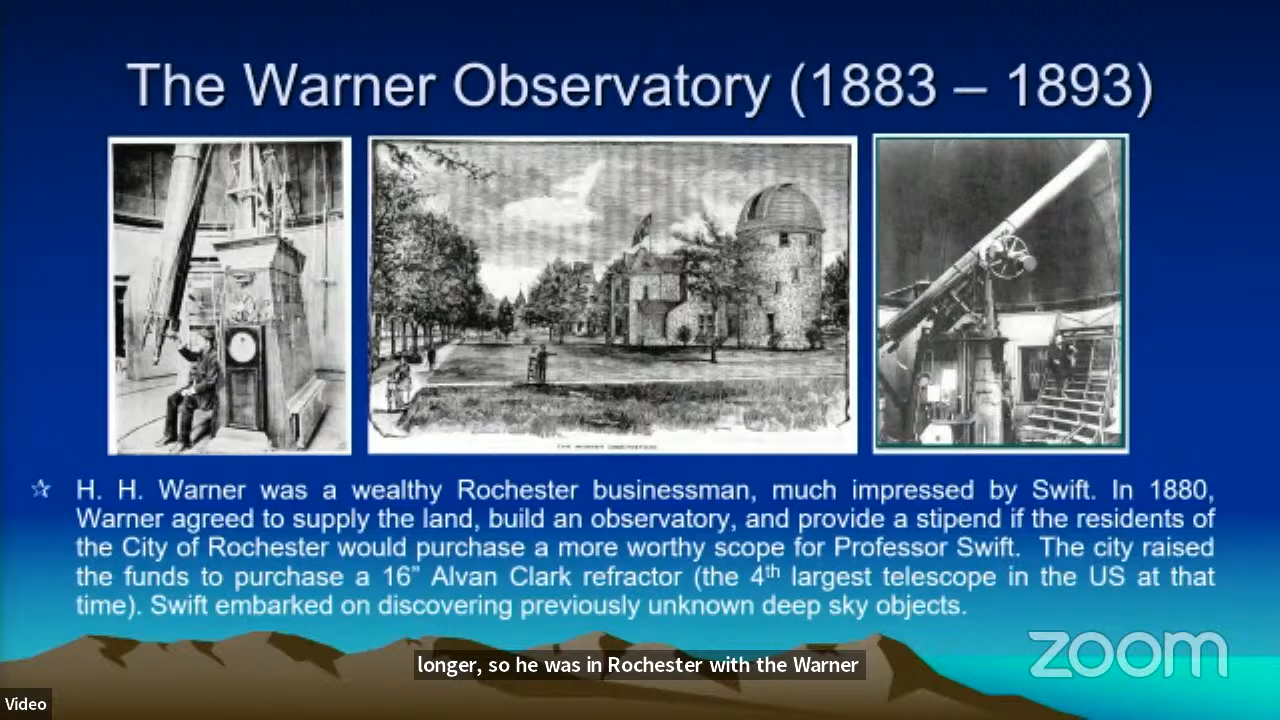 The Warner Observatory (1883 – 1893)
THE WARNER OBSERVATORY
H. H. Warner was a wealthy Rochester businessman, much impressed by Swift. In 1880,
Warner agreed to supply the land, build an observatory, and provide a stipend if the residents of
the City of Rochester would purchase a more worthy scope for Professor Swift. The city raised
the funds to purchase a 16” Alvan Clark refractor (the 4th largest telescope in the US at that
time). Swift embarked on discovering previously unknown deep sky objects.
zoom
longer, so he was in Rochester with the Warner
Video